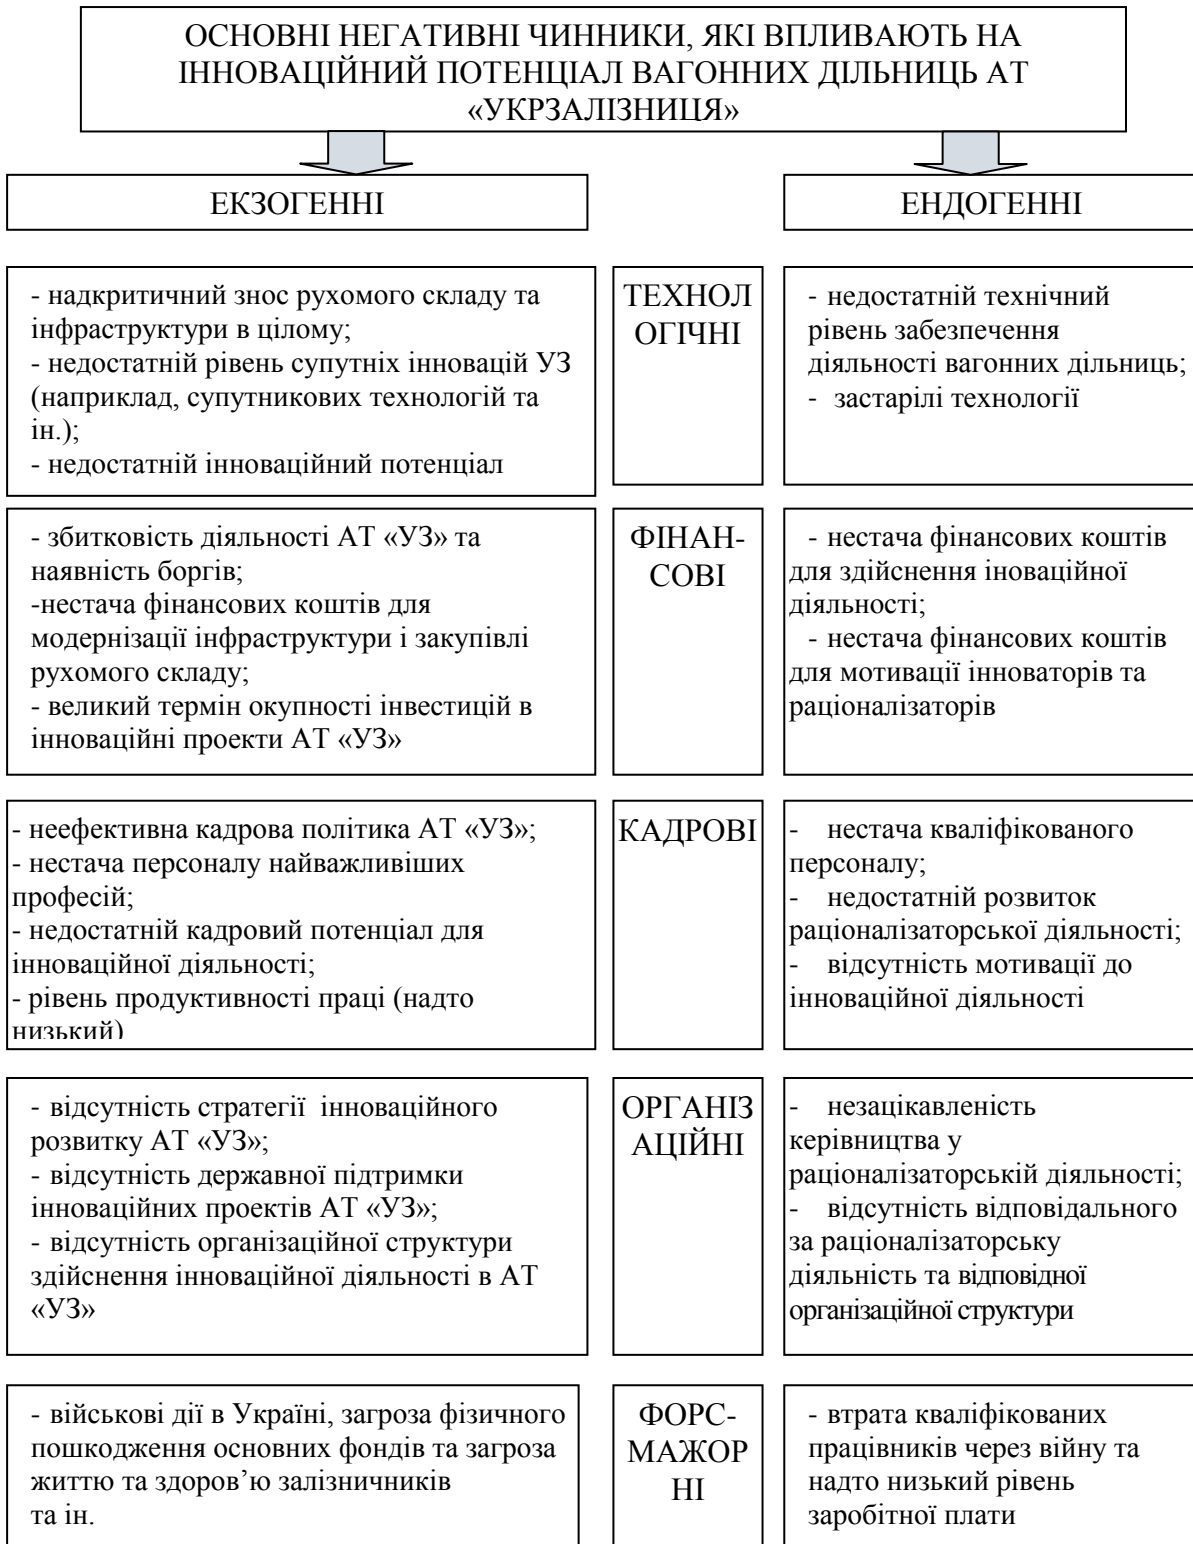 ОСНОВНІ НЕГАТИВНІ ЧИННИКИ, ЯКІ ВПЛИВАЮТЬ НА
ІННОВАЦІЙНИЙ ПОТЕНЦІАЛ ВАГОННИХ ДІЛЬНИЦЬ АТ
«УКРЗАЛІЗНИЦЯ»
ЕКЗОГЕННІ
ЕНДОГЕННІ
- надкритичний знос рухомого складу та
інфраструктури в цілому;
- недостатній рівень супутніх інновацій УЗ
(наприклад, супутникових технологій та
ін.);
- недостатній інноваційний потенціал
ТЕХНОЛ
ОГІЧНІ
- недостатній технічний
рівень забезпечення
діяльності вагонних дільниць;
- застарілі технології
- збитковість діяльності АТ «УЗ» та
наявність боргів;
-нестача фінансових коштів для
модернізації інфраструктури і закупівлі
рухомого складу;
- великий термін окупності інвестицій в
інноваційні проекти АТ «УЗ»
ФІНАН-
СОВІ
- нестача фінансових коштів
для здійснення іноваційної
діяльності;
- нестача фінансових коштів
для мотивації інноваторів та
раціоналізаторів
- неефективна кадрова політика АТ «УЗ»;
- нестача персоналу найважливіших
професій;
- недостатній кадровий потенціал для
інноваційної діяльності;
- рівень продуктивності праці (надто
низький)
КАДРОВІ
- нестача кваліфікованого
персоналу;
- недостатній розвиток
раціоналізаторської діяльності;
- відсутність мотивації до
інноваційної діяльності
- відсутність стратегії інноваційного
розвитку АТ «УЗ»;
- відсутність державної підтримки
інноваційних проектів АТ «УЗ»;
- відсутність організаційної структури
здійснення інноваційної діяльності в АТ
«УЗ»
ОРГАНІЗ
АЦІЙНІ
- незацікавленість
керівництва у
раціоналізаторській діяльності;
- відсутність відповідального
за раціоналізаторську
діяльність та відповідної
організаційної структури
- військові дії в Україні, загроза фізичного
пошкодження основних фондів та загроза
життю та здоров’ю залізничників
та ін.
ФОРС-
МАЖОР
НІ
- втрата кваліфікованих
працівників через війну та
надто низький рівень
заробітної плати